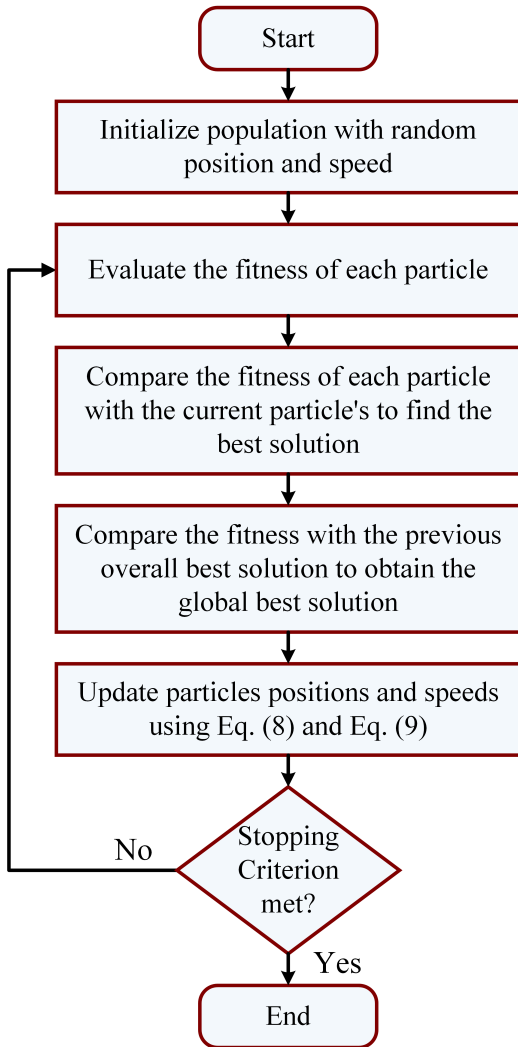 Start
Initialize population with random
position and speed
Evaluate the fitness of each particle
Compare the fitness of each particle
with the current particle's to find the
best solution
Compare the fitness with the previous
overall best solution to obtain the
global best solution
Update particles positions and speeds
using Eq. (8) and Eq. (9)
Stopping
Criterion
met?
No
Yes
End